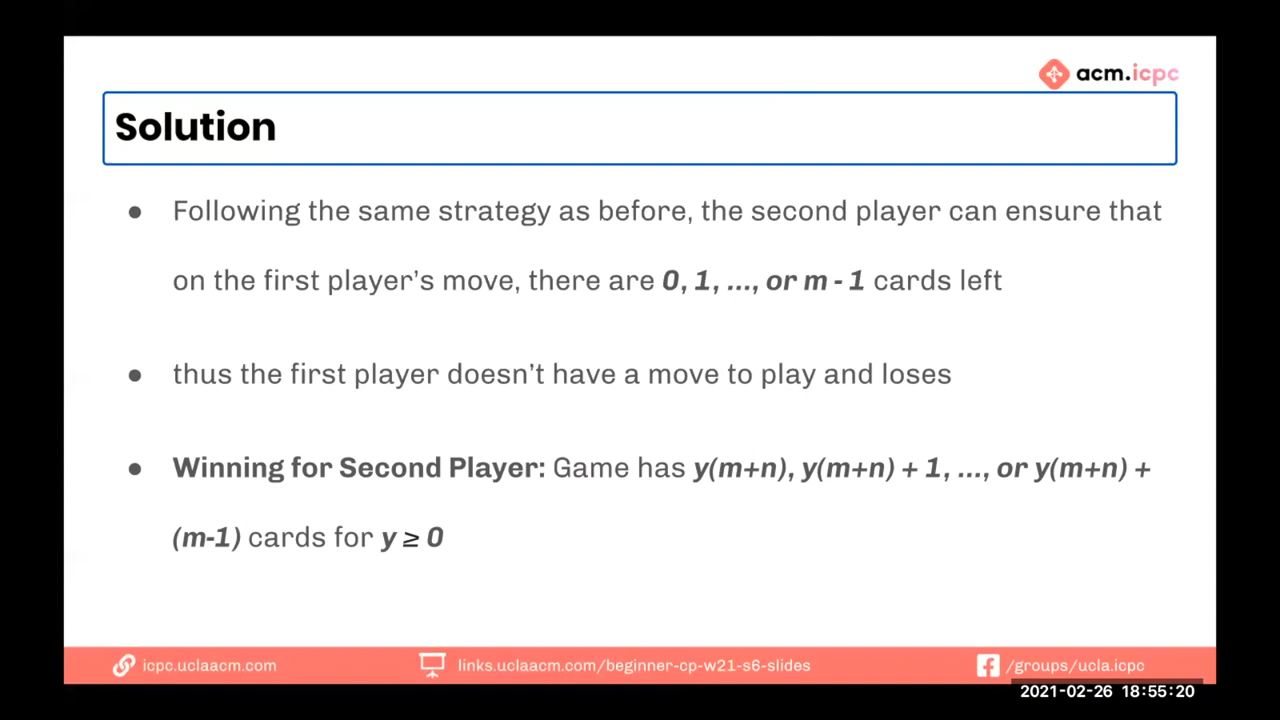 acm.icpc
Solution
● Following the same strategy as before, the second player can ensure that
on the first player's move, there are 0, 1, ..., or m - 1 cards left
● thus the first player doesn't have a move to play and loses
● Winning for Second Player: Game has y(m+n), y(m+n) + 1, ..., or y(m+n) +
(m-1) cards for y ≥ 0
icpc.uclaacm.com
links.uclaacm.com/beginner-cp-w21-s6-slides
/groups/ucla.icpc
2021-02-26 18:55:20